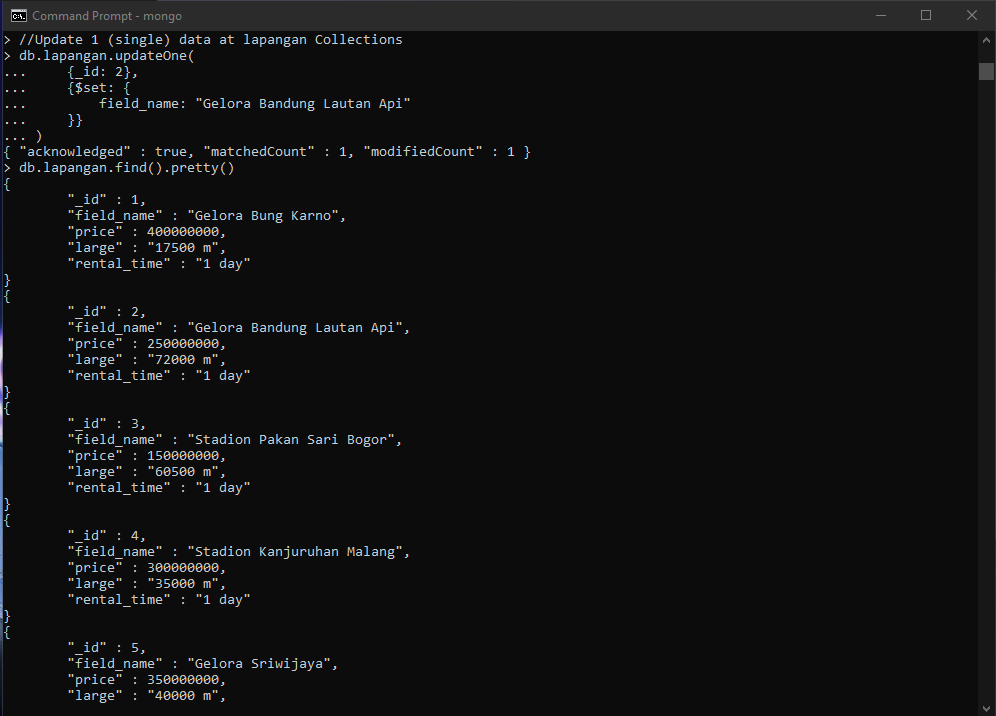 Command Prompt - mongo
> //Update 1 (single) data at lapangan Collections
> db.lapangan.updateOne(
...     {_id: 2},
...     {$set: {
...         field_name: "Gelora Bandung Lautan Api"
...     }}
... )
{ "acknowledged" : true, "matchedCount" : 1, "modifiedCount" : 1 }
> db.lapangan.find().pretty()
{
        "_id" : 1,
        "field_name" : "Gelora Bung Karno",
        "price" : 400000000,
        "large" : "17500 m",
        "rental_time" : "1 day"
}
{
        "_id" : 2,
        "field_name" : "Gelora Bandung Lautan Api",
        "price" : 250000000,
        "large" : "72000 m",
        "rental_time" : "1 day"
}
{
        "_id" : 3,
        "field_name" : "Stadion Pakan Sari Bogor",
        "price" : 150000000,
        "large" : "60500 m",
        "rental_time" : "1 day"
}
{
        "_id" : 4,
        "field_name" : "Stadion Kanjuruhan Malang",
        "price" : 300000000,
        "large" : "35000 m",
        "rental_time" : "1 day"
}
{
        "_id" : 5,
        "field_name" : "Gelora Sriwijaya",
        "price" : 350000000,
        "large" : "40000 m",